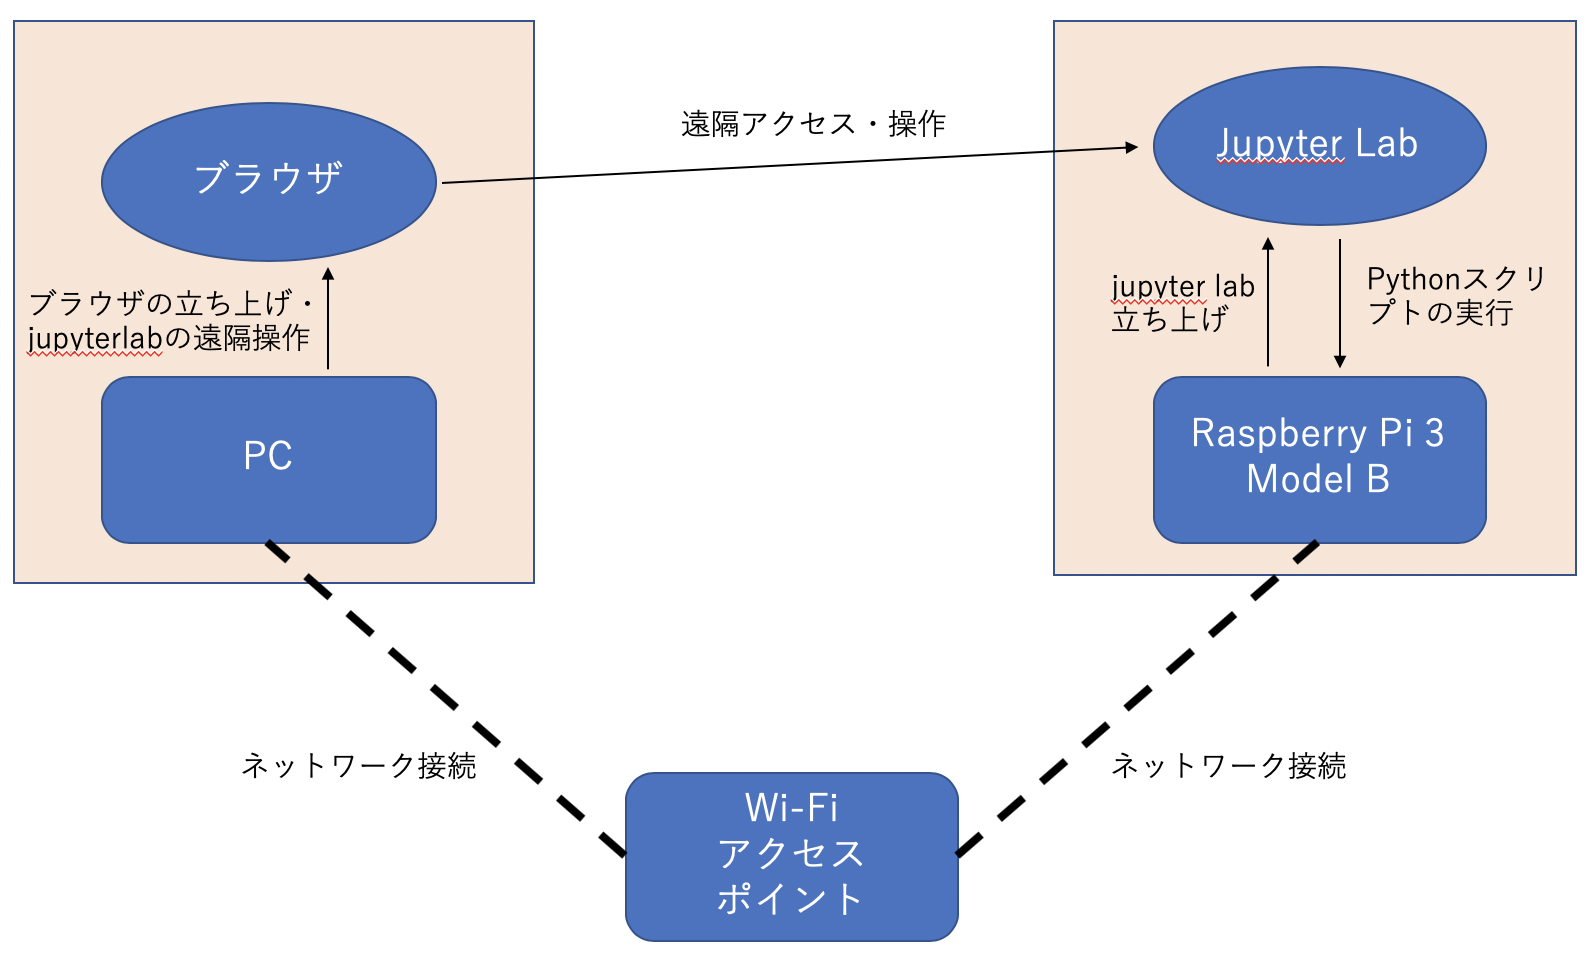 遠隔アクセス・操作
ブラウザ
ブラウザの立ち上げ・
jupyterlabの遠隔操作
PC
Jupyter Lab
jupyter lab
立ち上げ
Pythonスクリ
プトの実行
Raspberry Pi 3
Model B
ネットワーク接続
ネットワーク接続
Wi-Fi
アクセス
ポイント